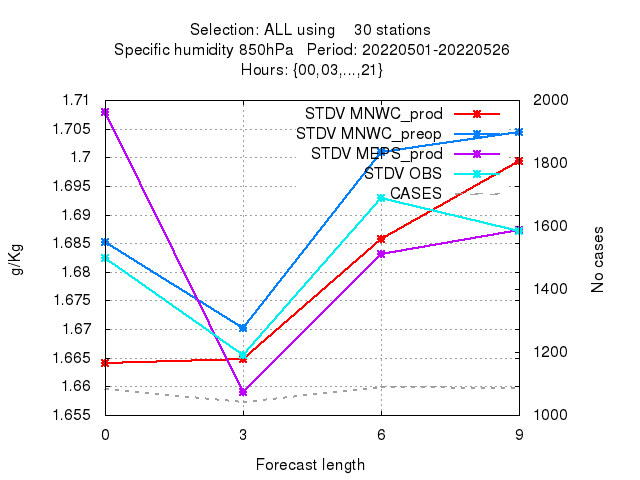 Selection: ALL using 30 stations
Specific humidity 850hPa Period: 20220501-20220526
Hours: {00,03,...,21}
1.71
1.705
1.7
1.695
1.69
1.685
1.68
1.675
1.67
1.665
1.66
1.655
g/Kg
STDV MNWC_prod
STDV MNWC_preop
STDV MEPS_prod
STDV OBS
CASES
2000
1800
1600
1400
1200
1000
No cases
0 3 6 9
Forecast length